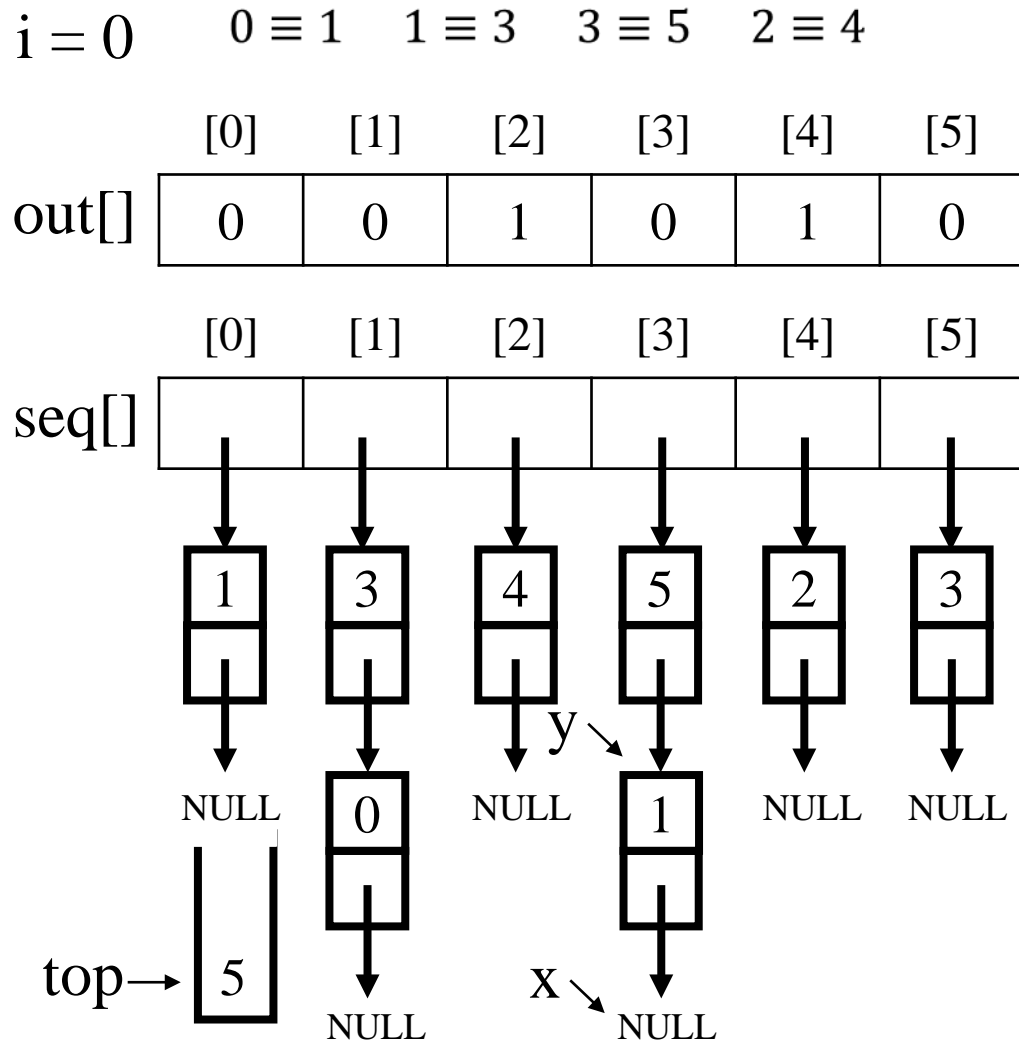 i = 0 0 ≡ 1 1 ≡ 3 3 ≡ 5 2 ≡ 4
[0] [1] [2] [3] [4] [5]
out[] 0 0 1 0 1 0
[0] [1] [2] [3] [4] [5]
seq[]
1 3 4 5 2 3
y
NULL 0 NULL 1 NULL NULL
top 5 x
NULL NULL